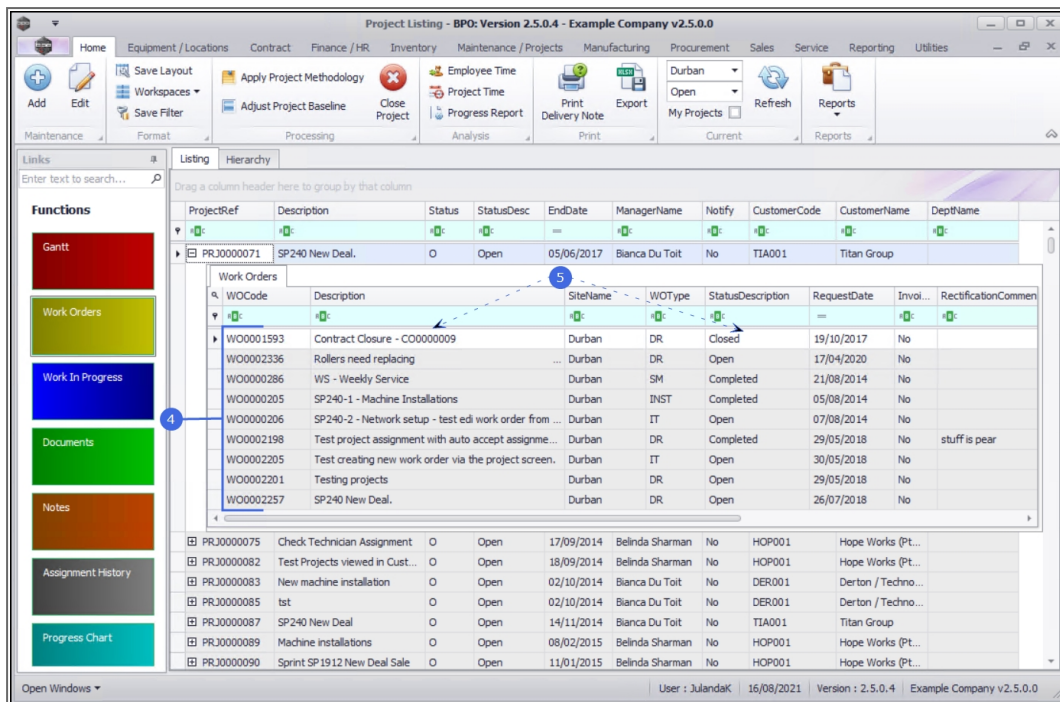 Project Listing - BPO: Version 2.5.0.4 - Example Company v2.5.0.0
Home Equipment / Locations Contract Finance / HR Inventory Maintenance / Projects Manufacturing Procurement Sales Service Reporting Utilities
Add Edit Save Layout Workspaces Save Filter
Apply Project Methodology Adjust Project Baseline Close Project
Employee Time Project Time Progress Report
Print Delivery Note Export
Durban Open My Projects Refresh Reports
Maintenance Format Processing Analysis Print Current Reports
Links
Enter text to search...
Functions
Gantt
Work Orders
Work In Progress
Documents
Notes
Assignment History
Progress Chart
Listing Hierarchy
Drag a column header here to group by that column
ProjectRef Description Status StatusDesc EndDate ManagerName Notify CustomerCode CustomerName DeptName
PRJ0000071 SP240 New Deal. O Open 05/06/2017 Bianca Du Toit No TIA001 Titan Group
Work Orders
5
WOCode Description SiteName WOType StatusDescription RequestDate Invoi... RectificationCommen
WO0001593 Contract Closure - CO0000009 Durban DR Closed 19/10/2017 No
WO0002336 Rollers need replacing ... Durban DR Open 17/04/2020 No
WO0000286 WS - Weekly Service Durban SM Completed 21/08/2014 No
WO0000205 SP240-1 - Machine Installations Durban INST Completed 05/08/2014 No
4
WO0000206 SP240-2 - Network setup - test edi work order from ... Durban IT Open 07/08/2014 No
WO0002198 Test project assignment with auto accept assignme... Durban DR Completed 29/05/2018 No stuff is pear
WO0002205 Test creating new work order via the project screen. Durban IT Open 30/05/2018 No
WO0002201 Testing projects Durban DR Open 29/05/2018 No
WO0002257 SP240 New Deal. Durban DR Open 26/07/2018 No
PRJ0000075 Check Technician Assignment O Open 17/09/2014 Belinda Sharman No HOP001 Hope Works (Pt...
PRJ0000082 Test Projects viewed in Cust... O Open 18/09/2014 Belinda Sharman No HOP001 Hope Works (Pt...
PRJ0000083 New machine installation O Open 02/10/2014 Bianca Du Toit No DER001 Derton / Techno...
PRJ0000085 tst O Open 02/10/2014 Bianca Du Toit No DER001 Derton / Techno...
PRJ0000087 SP240 New Deal O Open 14/11/2014 Bianca Du Toit No TIA001 Titan Group
PRJ0000089 Machine installations O Open 08/02/2015 Belinda Sharman No HOP001 Hope Works (Pt...
PRJ0000090 Sprint SP1912 New Deal Sale O Open 11/01/2015 Belinda Sharman No HOP001 Hope Works (Pt...
Open Windows User : JulandaK 16/08/2021 Version : 2.5.0.4 Example Company v2.5.0.0